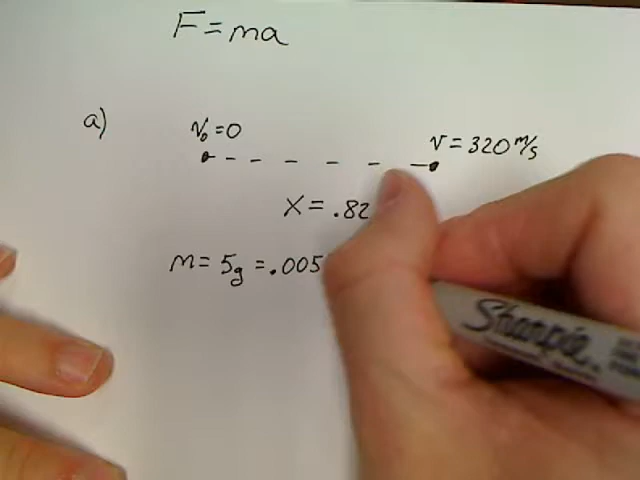 F = ma
a)
v₀ = 0
v = 320 m/s
x = .82
m = 5g = .005
Sharpie